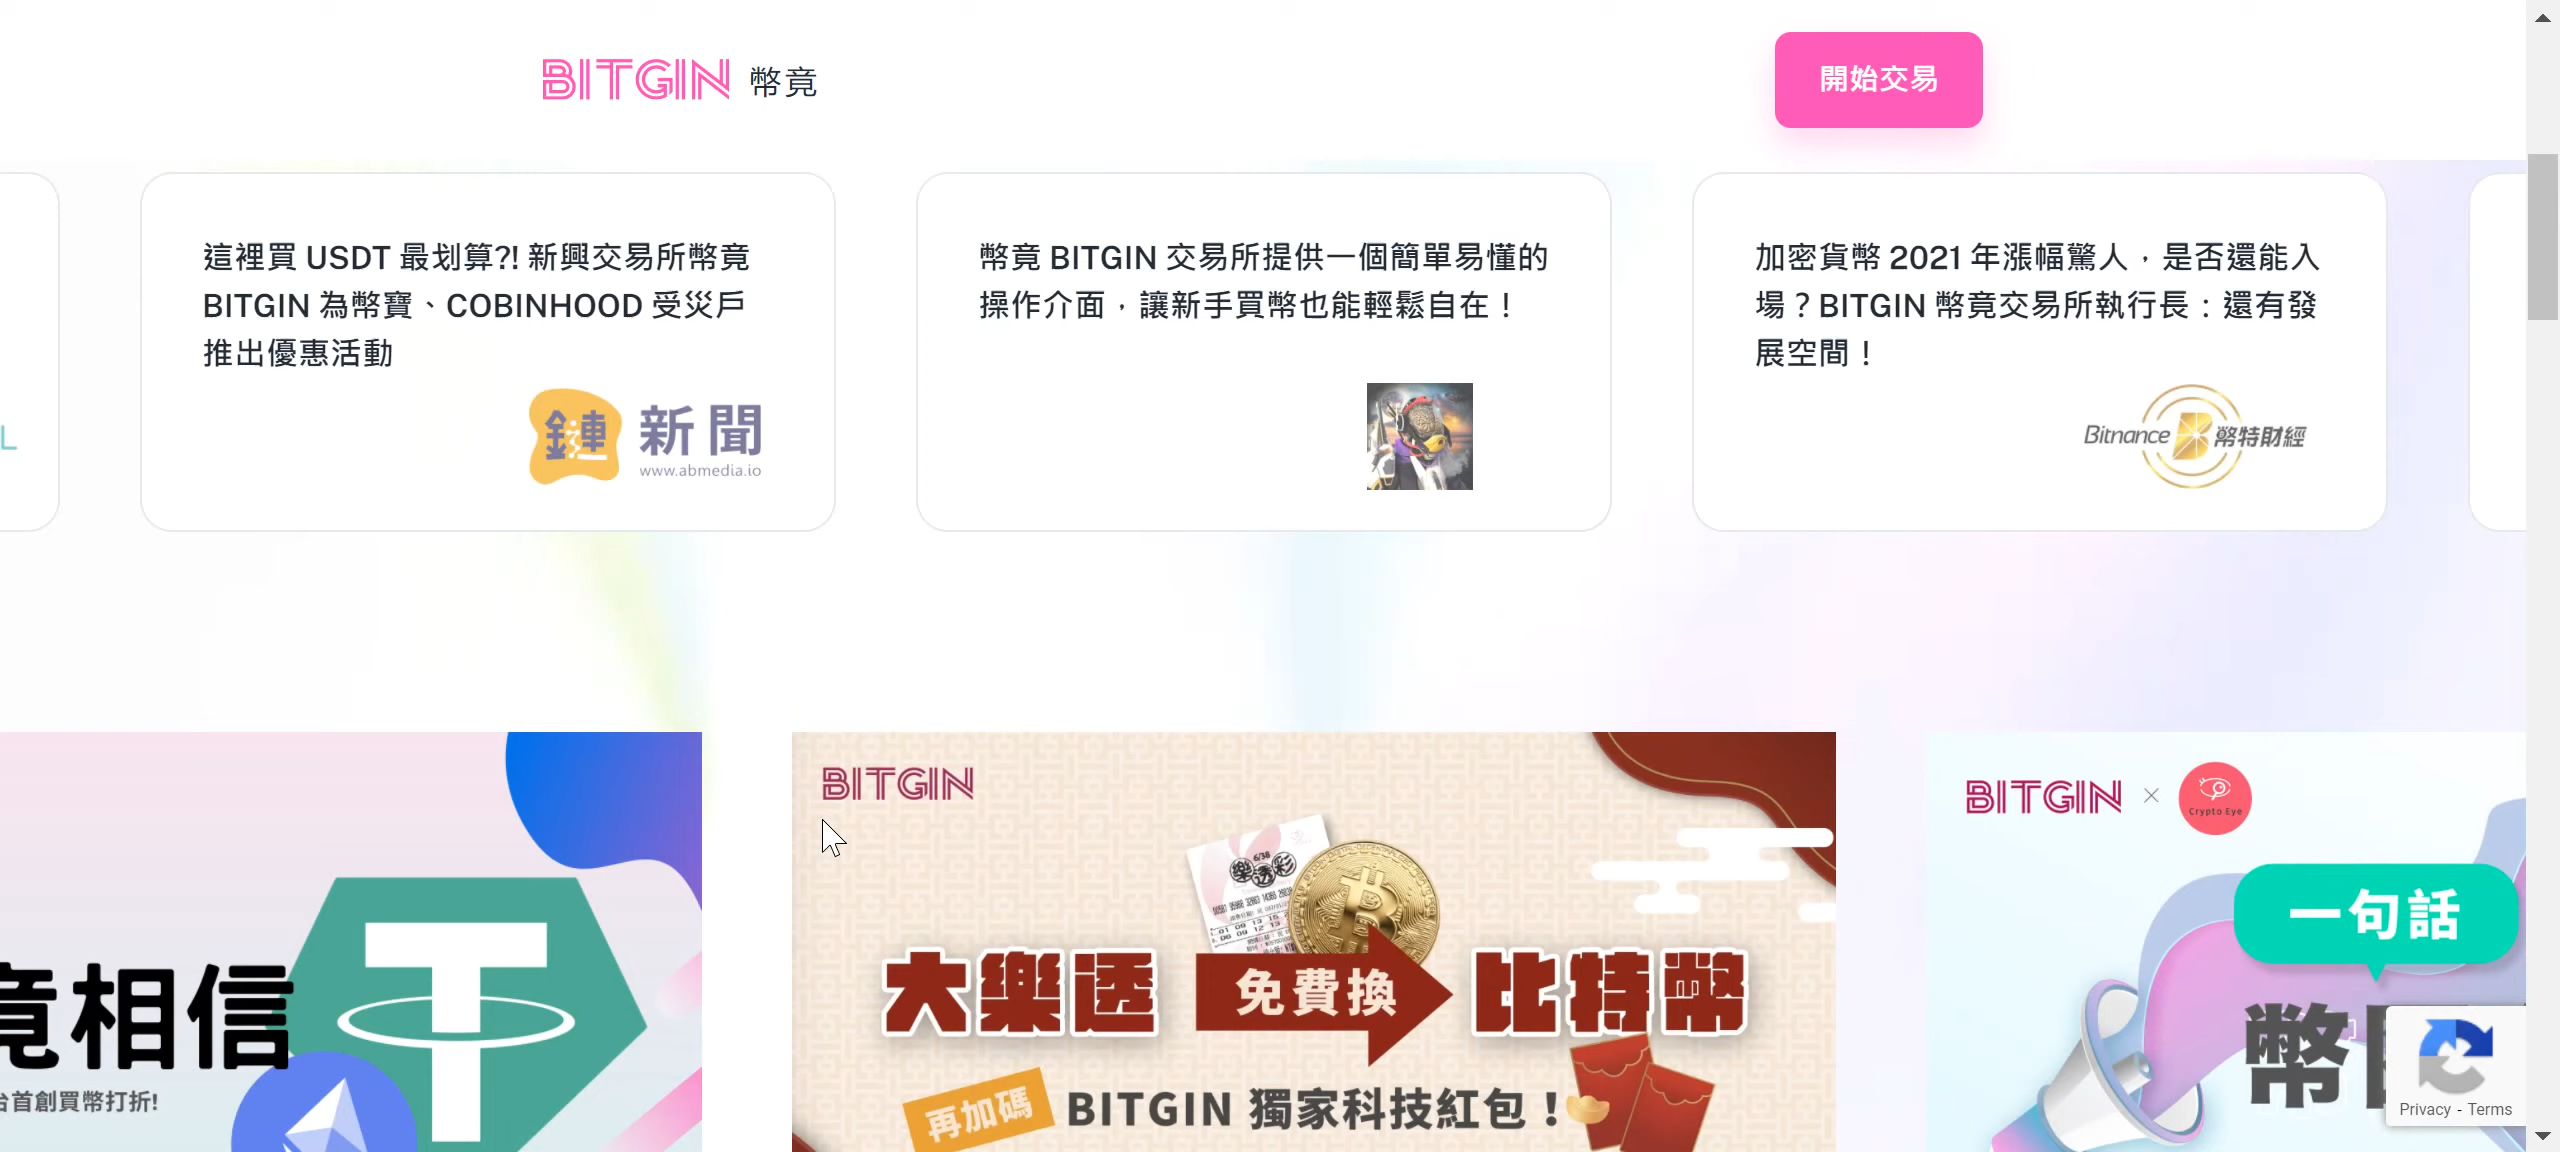 BITGIN 幣竟
開始交易
這裡買 USDT 最划算?! 新興交易所幣竟
BITGIN 為幣寶、COBINHOOD 受災戶
推出優惠活動
鏈 新聞
www.abmedia.io
幣竟 BITGIN 交易所提供一個簡單易懂的
操作介面，讓新手買幣也能輕鬆自在！
加密貨幣 2021 年漲幅驚人，是否還能入
場？BITGIN 幣竟交易所執行長：還有發
展空間！
Bitnance 幣特財經
L
竟相信
台首創買幣打折!
BITGIN
6/38
樂透彩
大樂透 免費換 比特幣
再加碼 BITGIN 獨家科技紅包！
BITGIN × Crypto Eye
一句話
幣
Privacy - Terms